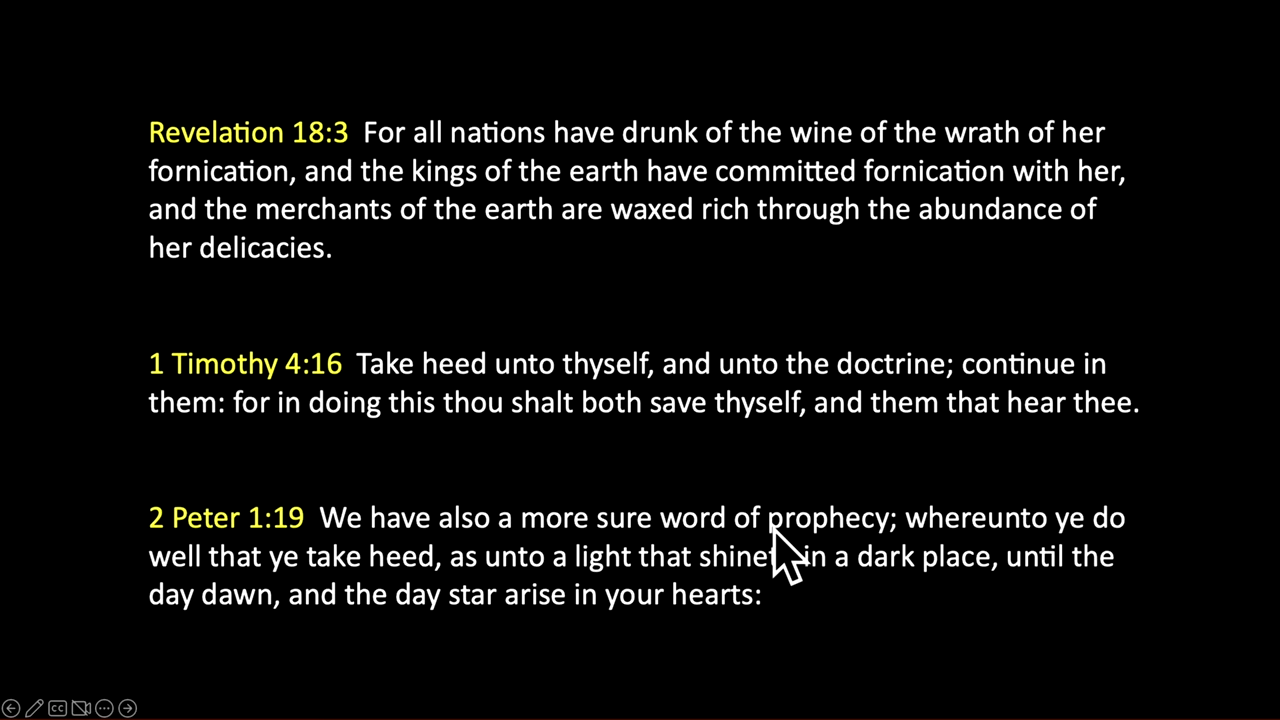 Revelation 18:3 For all nations have drunk of the wine of the wrath of her
fornication, and the kings of the earth have committed fornication with her,
and the merchants of the earth are waxed rich through the abundance of
her delicacies.
1 Timothy 4:16 Take heed unto thyself, and unto the doctrine; continue in
them: for in doing this thou shalt both save thyself, and them that hear thee.
2 Peter 1:19 We have also a more sure word of prophecy; whereunto ye do
well that ye take heed, as unto a light that shineth in a dark place, until the
day dawn, and the day star arise in your hearts:
CC